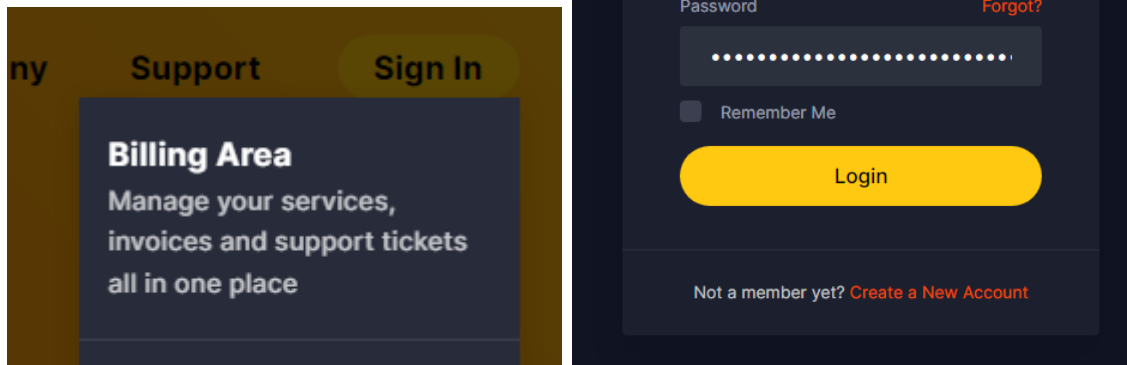 ny Support Sign In
Billing Area
Manage your services,
invoices and support tickets
all in one place
Password Forgot?
••••••••••••••••••••••••••
Remember Me
Login
Not a member yet? Create a New Account